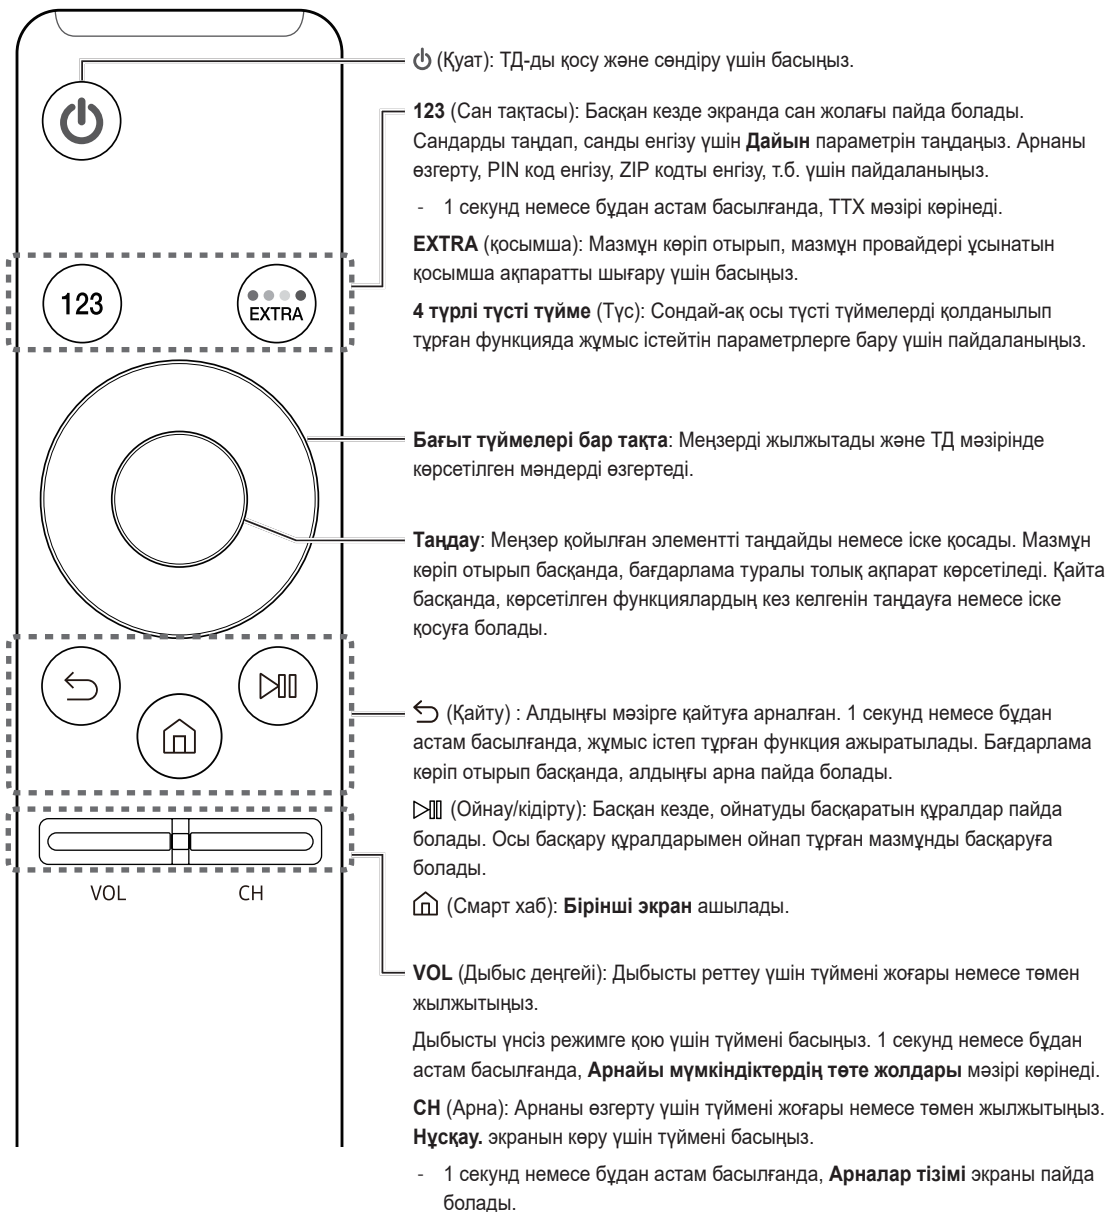 (Қуат): ТД-ды қосу және сөндіру үшін басыңыз.
123 (Сан тақтасы): Басқан кезде экранда сан жолағы пайда болады.
Сандарды таңдап, санды енгізу үшін Дайын параметрін таңдаңыз. Арнаны
өзгерту, PIN код енгізу, ZIP кодты енгізу, т.б. үшін пайдаланыңыз.
- 1 секунд немесе бұдан астам басылғанда, TTX мәзірі көрінеді.
EXTRA (қосымша): Мазмұн көріп отырып, мазмұн провайдері ұсынатын
қосымша ақпаратты шығару үшін басыңыз.
4 түрлі түсті түйме (Түс): Сондай-ақ осы түсті түймелерді қолданылып
тұрған функцияда жұмыс істейтін параметрлерге бару үшін пайдаланыңыз.
123
EXTRA
Бағыт түймелері бар тақта: Меңзерді жылжытады және ТД мәзірінде
көрсетілген мәндерді өзгертеді.
Таңдау: Меңзер қойылған элементті таңдайды немесе іске қосады. Мазмұн
көріп отырып басқанда, бағдарлама туралы толық ақпарат көрсетіледі. Қайта
басқанда, көрсетілген функциялардың кез келгенін таңдауға немесе іске
қосуға болады.
(Қайту) : Алдыңғы мәзірге қайтуға арналған. 1 секунд немесе бұдан
астам басылғанда, жұмыс істеп тұрған функция ажыратылады. Бағдарлама
көріп отырып басқанда, алдыңғы арна пайда болады.
(Ойнау/кідірту): Басқан кезде, ойнатуды басқаратын құралдар пайда
болады. Осы басқару құралдарымен ойнап тұрған мазмұнды басқаруға
болады.
(Смарт хаб): Бірінші экран ашылады.
VOL CH
VOL (Дыбыс деңгейі): Дыбысты реттеу үшін түймені жоғары немесе төмен
жылжытыңыз.
Дыбысты үнсіз режимге қою үшін түймені басыңыз. 1 секунд немесе бұдан
астам басылғанда, Арнайы мүмкіндіктердің төте жолдары мәзірі көрінеді.
CH (Арна): Арнаны өзгерту үшін түймені жоғары немесе төмен жылжытыңыз.
Нұсқау. экранын көру үшін түймені басыңыз.
- 1 секунд немесе бұдан астам басылғанда, Арналар тізімі экраны пайда
болады.